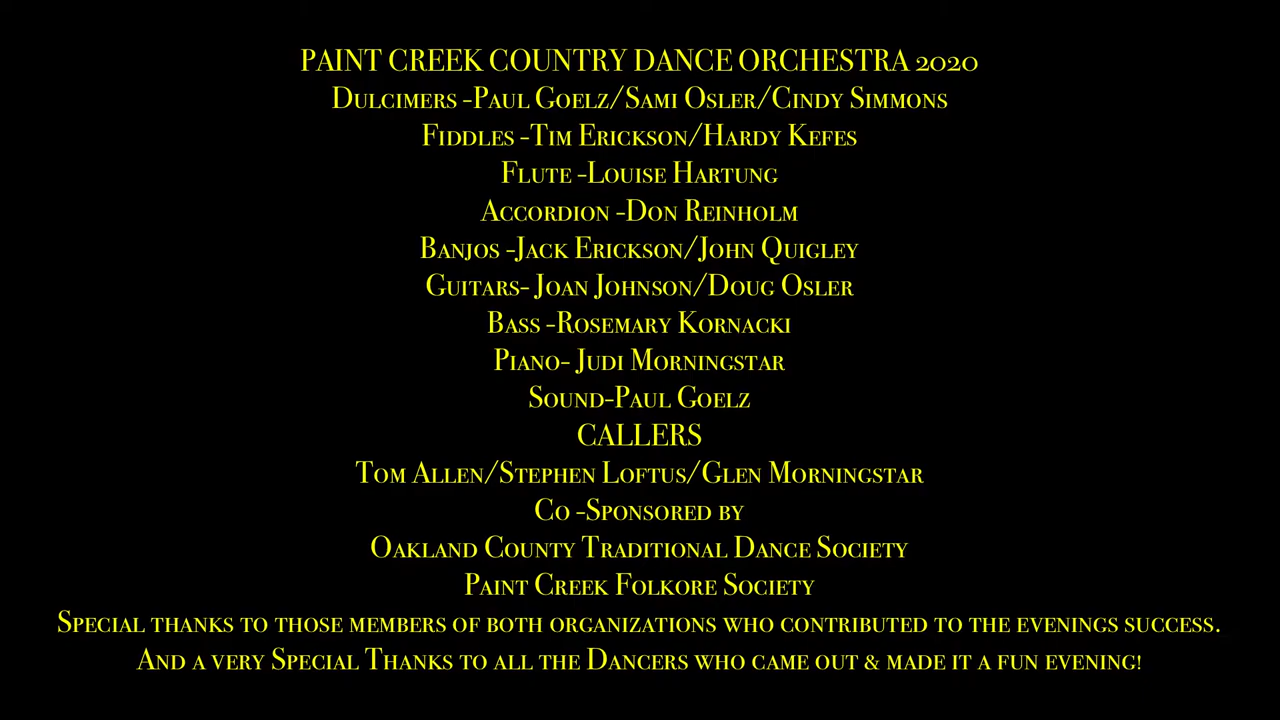 PAINT CREEK COUNTRY DANCE ORCHESTRA 2020
Dulcimers -Paul Goelz/Sami Osler/Cindy Simmons
Fiddles -Tim Erickson/Hardy Kefes
Flute -Louise Hartung
Accordion -Don Reinholm
Banjos -Jack Erickson/John Quigley
Guitars- Joan Johnson/Doug Osler
Bass -Rosemary Kornacki
Piano- Judi Morningstar
Sound-Paul Goelz
CALLERS
Tom Allen/Stephen Loftus/Glen Morningstar
Co -Sponsored by
Oakland County Traditional Dance Society
Paint Creek Folkore Society
Special thanks to those members of both organizations who contributed to the evenings success.
And a very Special Thanks to all the Dancers who came out & made it a fun evening!